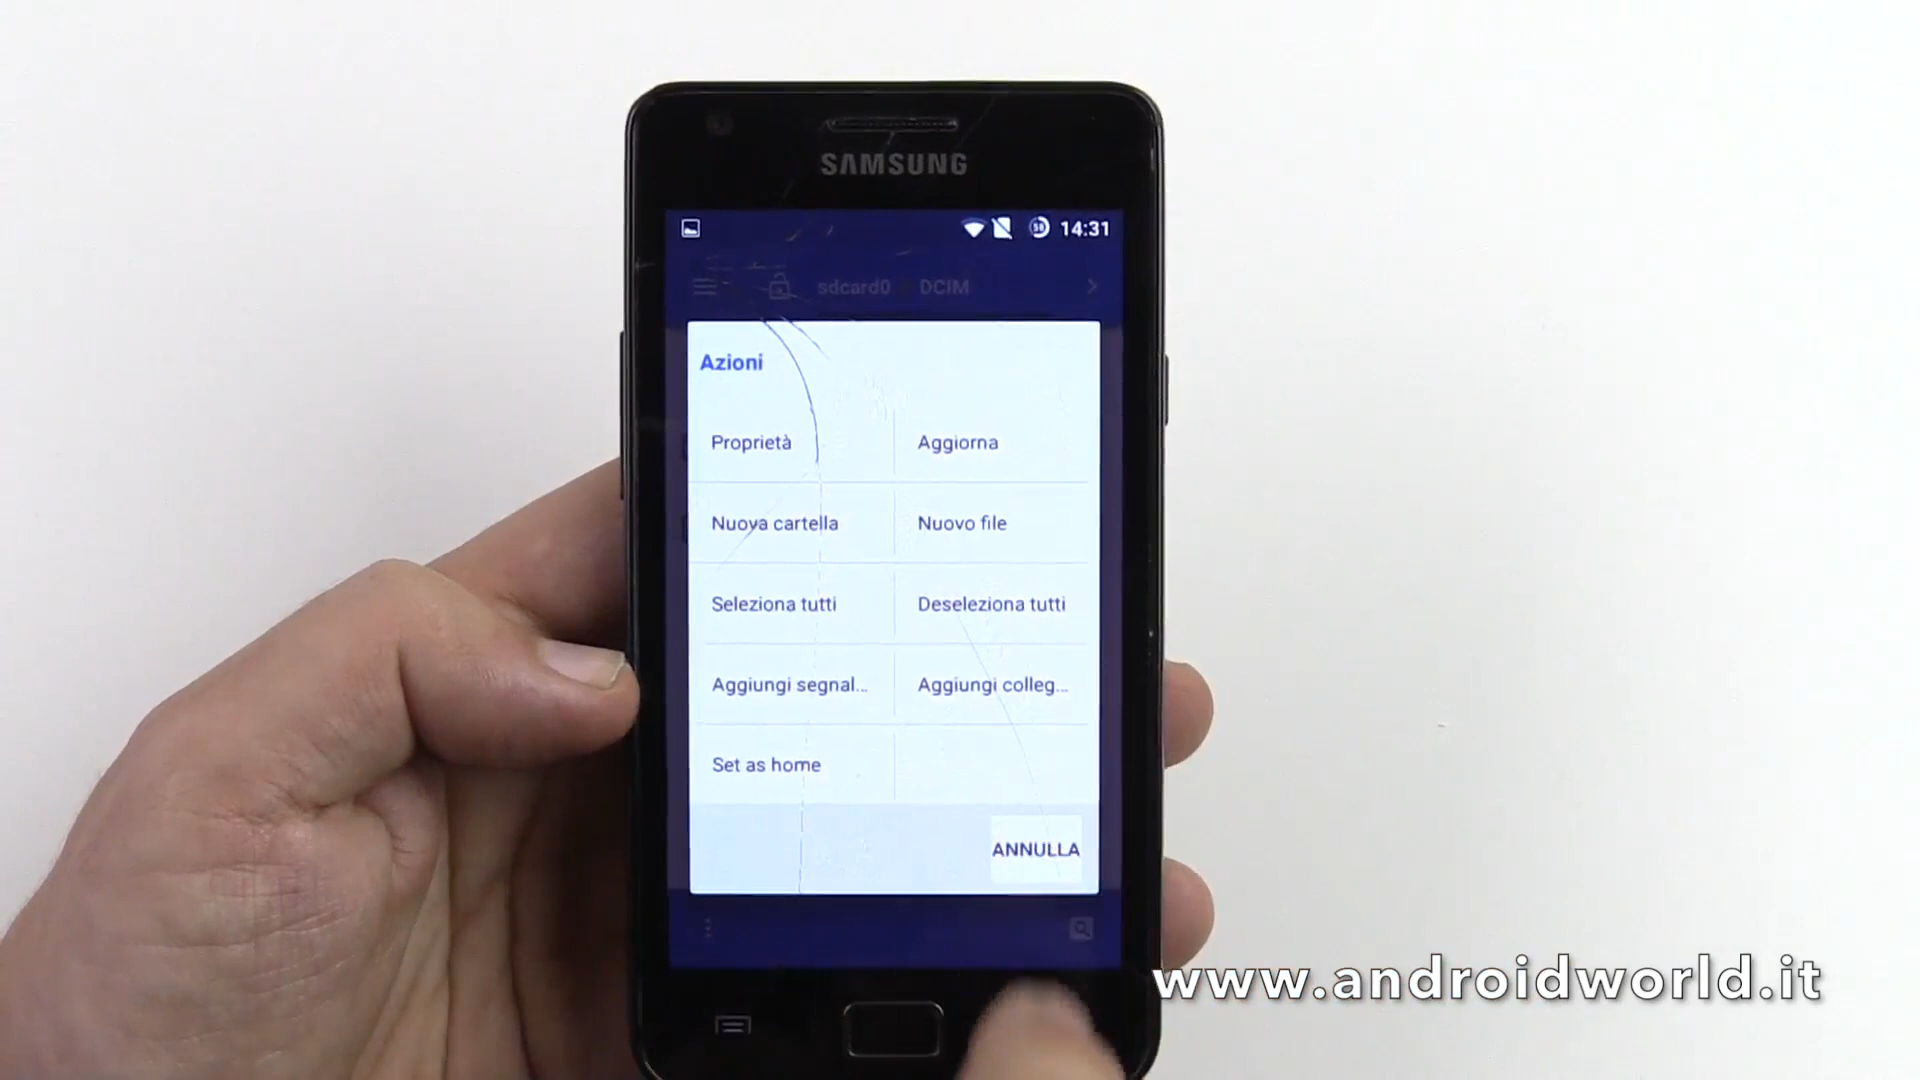 SAMSUNG
58 14:31
sdcard0 DCIM
Azioni
Proprietà Aggiorna
Nuova cartella Nuovo file
Seleziona tutti Deseleziona tutti
Aggiungi segnal... Aggiungi colleg...
Set as home
ANNULLA
www.androidworld.it